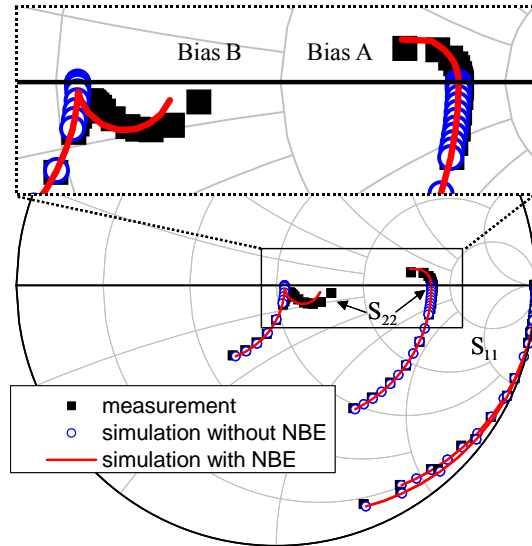 Bias B Bias A
S22
S11
measurement
simulation without NBE
simulation with NBE